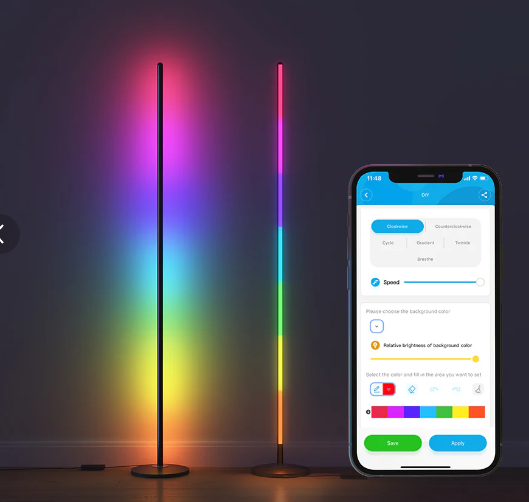 11:48
DIY
Clockwise
Counterclockwise
Cyclic
Gradient
Twinkle
Breathe
Speed
Please choose the background color
Relative brightness of background color
Select the color and fill in the area you want to set
Save
Apply